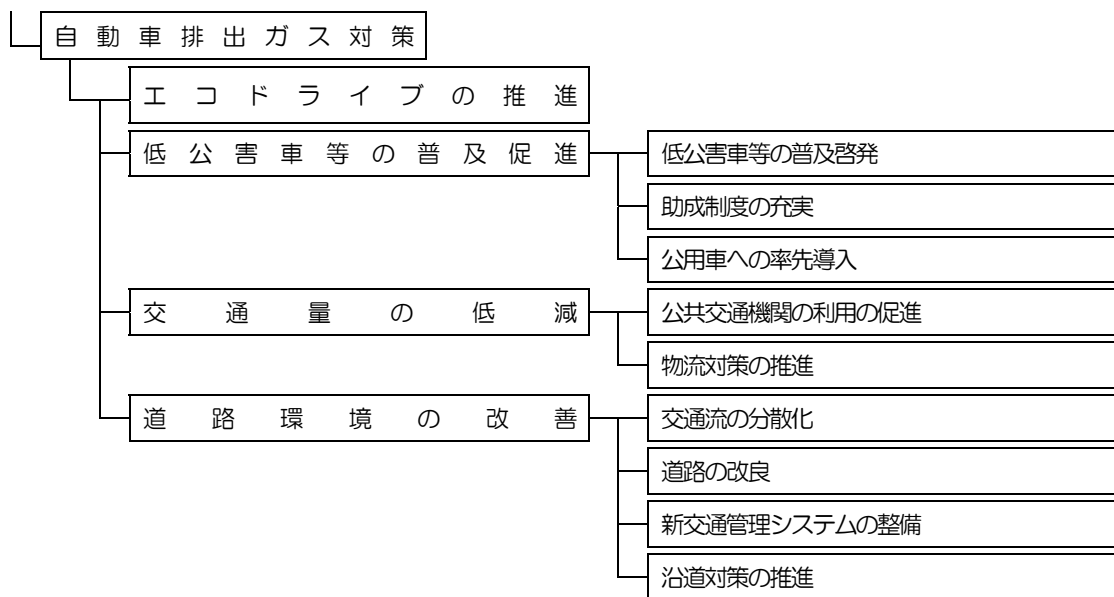 自動車排出ガス対策
エコドライブの推進
低公害車等の普及促進
低公害車等の普及啓発
助成制度の充実
公用車への率先導入
交通量の低減
公共交通機関の利用の促進
物流対策の推進
道路環境の改善
交通流の分散化
道路の改良
新交通管理システムの整備
沿道対策の推進